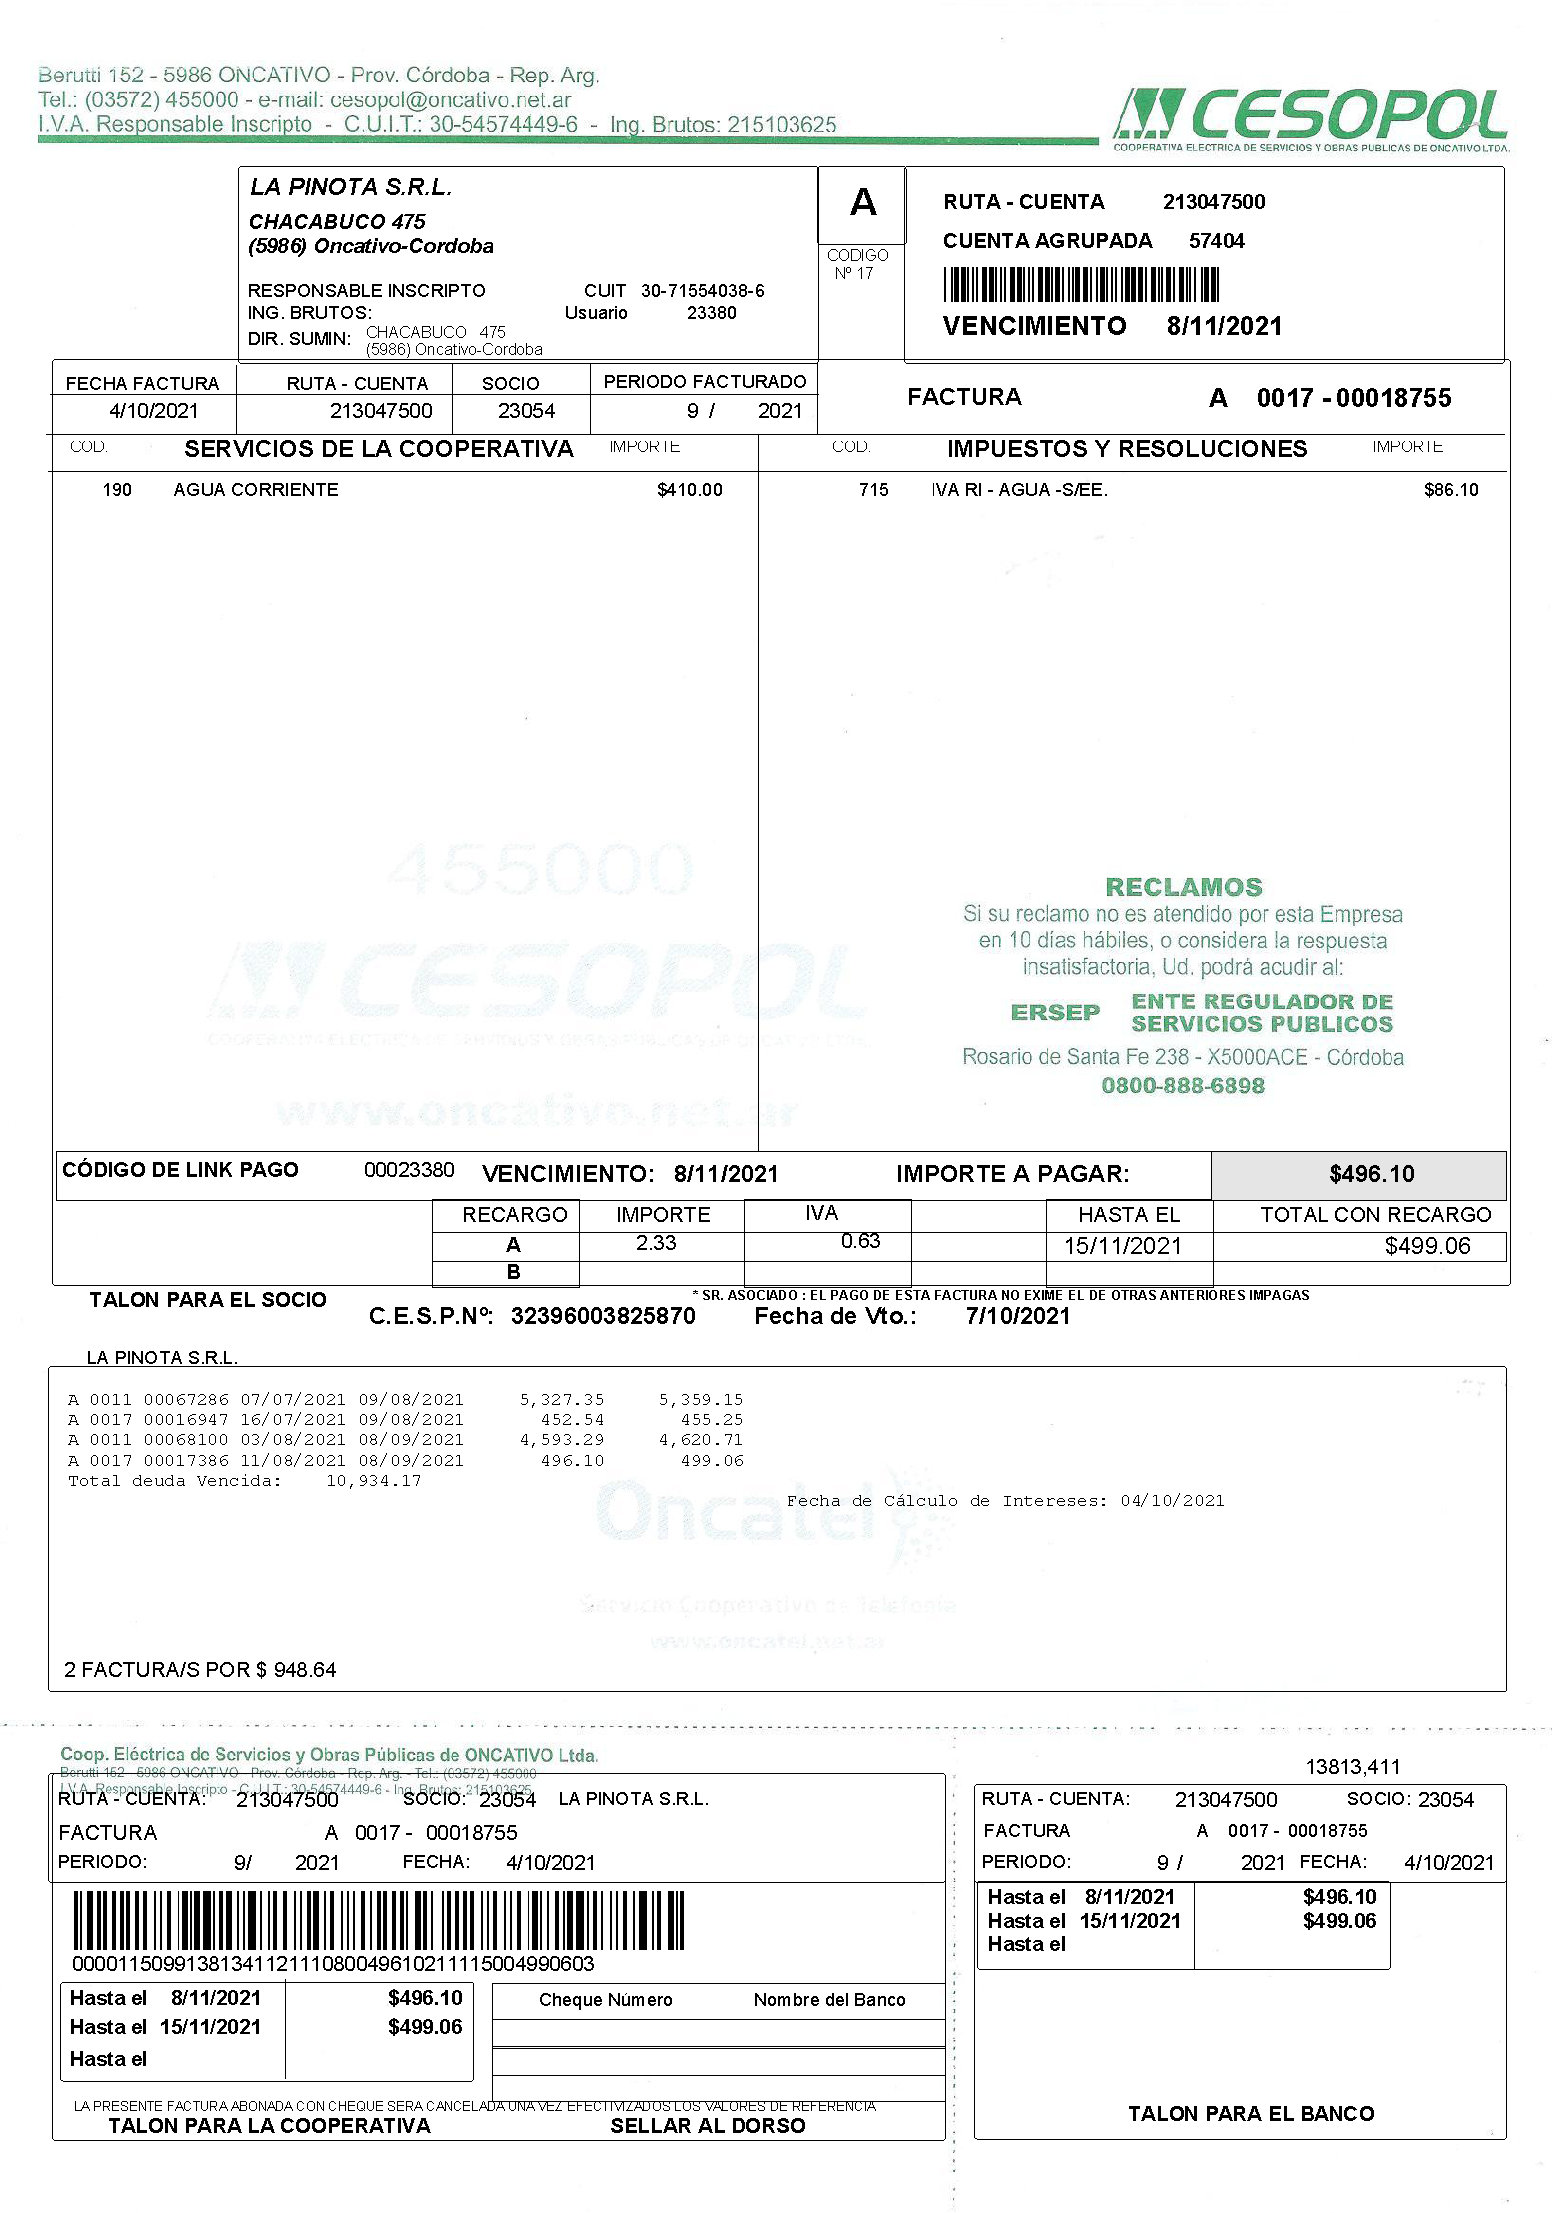 Berutti 152 - 5986 ONCATIVO - Prov. Córdoba - Rep. Arg.
Tel.: (03572) 455000 - e-mail: cesopol@oncativo.net.ar
I.V.A. Responsable Inscripto - C.U.I.T.: 30-54574449-6 - Ing. Brutos: 215103625
CESOPOL
COOPERATIVA ELECTRICA DE SERVICIOS Y OBRAS PUBLICAS DE ONCATIVO LTDA.
LA PINOTA S.R.L.
CHACABUCO 475
(5986) Oncativo-Cordoba
RESPONSABLE INSCRIPTO CUIT 30-71554038-6
ING. BRUTOS: Usuario 23380
DIR. SUMIN: CHACABUCO 475
(5986) Oncativo-Cordoba
A
CODIGO
Nº 17
RUTA - CUENTA 213047500
CUENTA AGRUPADA 57404
VENCIMIENTO 8/11/2021
FECHA FACTURA RUTA - CUENTA SOCIO PERIODO FACTURADO
4/10/2021 213047500 23054 9 / 2021
FACTURA A 0017 - 00018755
COD. SERVICIOS DE LA COOPERATIVA IMPORTE COD. IMPUESTOS Y RESOLUCIONES IMPORTE
190 AGUA CORRIENTE $410.00 715 IVA RI - AGUA -S/EE. $86.10
455000
CESOPOL
COOPERATIVA ELECTRICA DE SERVICIOS Y OBRAS PUBLICAS DE ONCATIVO LTDA.
www.oncativo.net.ar
RECLAMOS
Si su reclamo no es atendido por esta Empresa
en 10 días hábiles, o considera la respuesta
insatisfactoria, Ud. podrá acudir al:
ERSEP ENTE REGULADOR DE
SERVICIOS PUBLICOS
Rosario de Santa Fe 238 - X5000ACE - Córdoba
0800-888-6898
CÓDIGO DE LINK PAGO 00023380 VENCIMIENTO: 8/11/2021 IMPORTE A PAGAR: $496.10
RECARGO IMPORTE IVA HASTA EL TOTAL CON RECARGO
A 2.33 0.63 15/11/2021 $499.06
B
TALON PARA EL SOCIO
* SR. ASOCIADO : EL PAGO DE ESTA FACTURA NO EXIME EL DE OTRAS ANTERIORES IMPAGAS
C.E.S.P.Nº: 32396003825870 Fecha de Vto.: 7/10/2021
LA PINOTA S.R.L.
A 0011 00067286 07/07/2021 09/08/2021 5,327.35 5,359.15
A 0017 00016947 16/07/2021 09/08/2021 452.54 455.25
A 0011 00068100 03/08/2021 08/09/2021 4,593.29 4,620.71
A 0017 00017386 11/08/2021 08/09/2021 496.10 499.06
Total deuda Vencida: 10,934.17
Fecha de Cálculo de Intereses: 04/10/2021
Oncatel
Servicio Cooperativo de Telefonía
www.oncatel.net.ar
2 FACTURA/S POR $ 948.64
Coop. Eléctrica de Servicios y Obras Públicas de ONCATIVO Ltda.
Berutti 152 - 5986 ONCATIVO - Prov. Córdoba - Rep. Arg. - Tel.: (03572) 455000
I.V.A. Responsable Inscripto - C.U.I.T.: 30-54574449-6 - Ing. Brutos: 215103625
RUTA - CUENTA: 213047500 SOCIO: 23054 LA PINOTA S.R.L.
FACTURA A 0017 - 00018755
PERIODO: 9/ 2021 FECHA: 4/10/2021
00001150991381341121110800496102111150049906​03
Hasta el 8/11/2021 $496.10
Hasta el 15/11/2021 $499.06
Hasta el
Cheque Número Nombre del Banco
LA PRESENTE FACTURA ABONADA CON CHEQUE SERA CANCELADA UNA VEZ EFECTIVIZADOS LOS VALORES DE REFERENCIA
TALON PARA LA COOPERATIVA SELLAR AL DORSO
13813,411
RUTA - CUENTA: 213047500 SOCIO: 23054
FACTURA A 0017 - 00018755
PERIODO: 9 / 2021 FECHA: 4/10/2021
Hasta el 8/11/2021 $496.10
Hasta el 15/11/2021 $499.06
Hasta el
TALON PARA EL BANCO